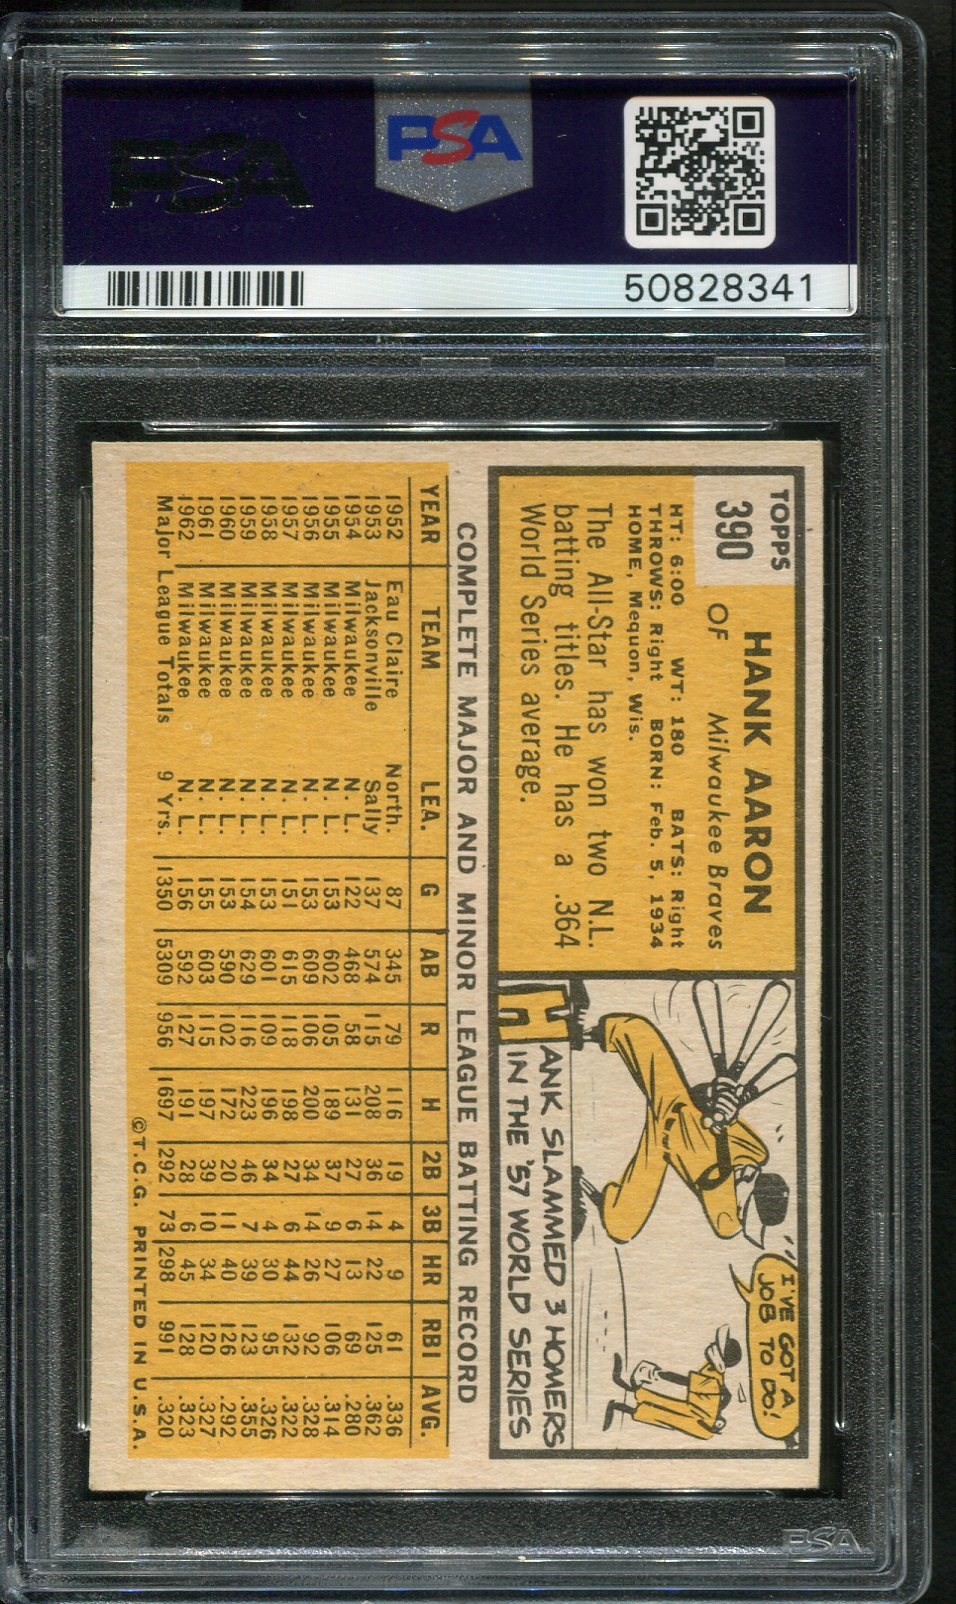 PSA
PSA
50828341
TOPPS
390
HANK AARON
OF Milwaukee Braves
HT: 6:00 WT: 180 BATS: Right
THROWS: Right BORN: Feb. 5, 1934
HOME, Mequon, Wis.
The All-Star has won two N.L.
batting titles. He has a .364
World Series average.
I'VE GOT A
JOB TO DO!
HANK SLAMMED 3 HOMERS
IN THE '57 WORLD SERIES
COMPLETE MAJOR AND MINOR LEAGUE BATTING RECORD
YEAR TEAM LEA. G AB R H 2B 3B HR RBI AVG.
1952 Eau Claire North. 87 345 79 116 19 4 9 61 .336
1953 Jacksonville Sally 137 574 115 208 36 14 22 125 .362
1954 Milwaukee N. L. 122 468 58 131 27 6 13 69 .280
1955 Milwaukee N. L. 153 602 105 189 37 9 27 106 .314
1956 Milwaukee N. L. 153 609 106 200 34 14 26 92 .328
1957 Milwaukee N. L. 151 615 118 198 27 6 44 132 .322
1958 Milwaukee N. L. 153 601 109 196 34 4 30 95 .326
1959 Milwaukee N. L. 154 629 116 223 46 7 39 123 .355
1960 Milwaukee N. L. 153 590 102 172 20 11 40 126 .292
1961 Milwaukee N. L. 155 603 115 197 39 10 34 120 .327
1962 Milwaukee N. L. 156 592 127 191 28 6 45 128 .323
Major League Totals 9 Yrs. 1350 5309 956 1697 292 73 298 991 .320
©T.C.G. PRINTED IN U.S.A.
PSA